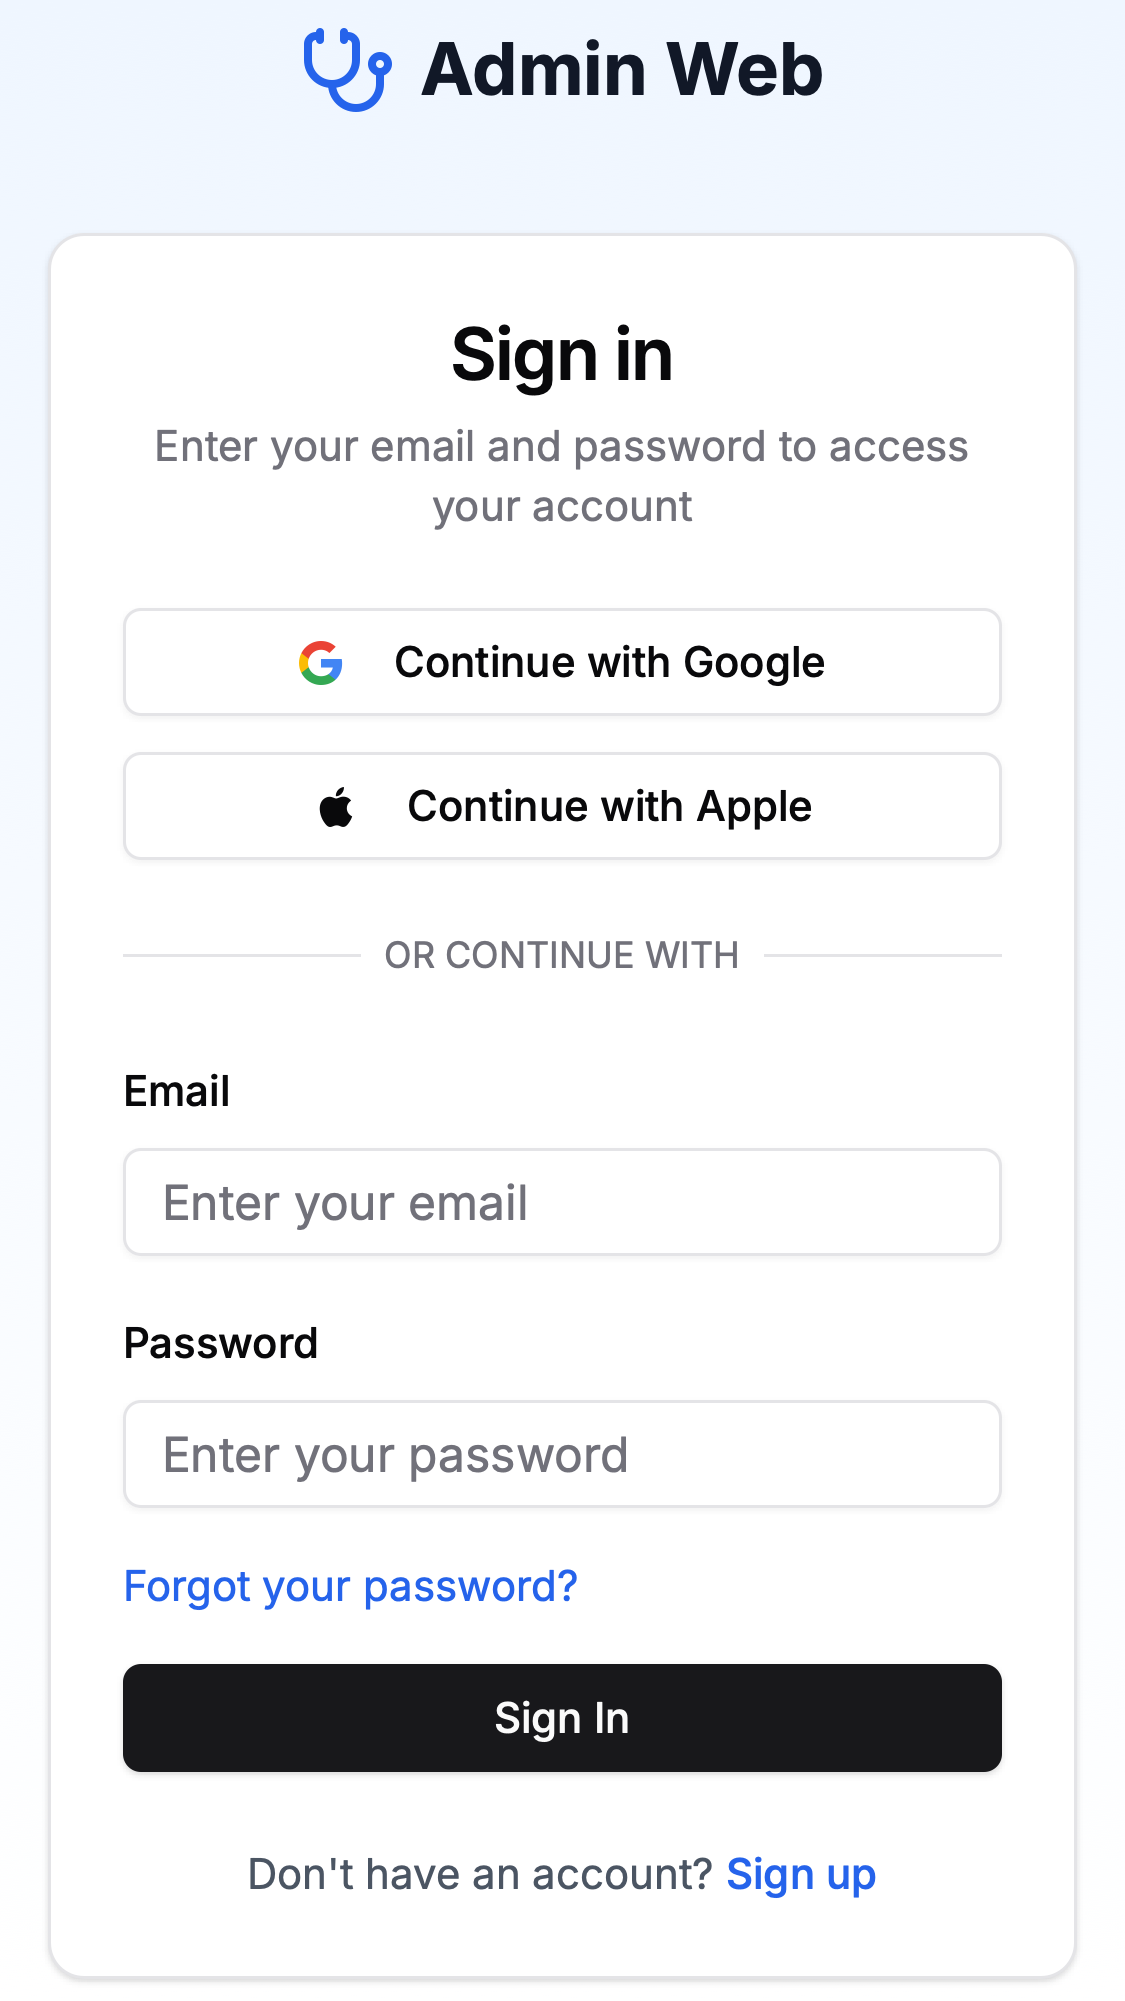 Admin Web
Sign in
Enter your email and password to access
your account
Continue with Google
Continue with Apple
OR CONTINUE WITH
Email
Enter your email
Password
Enter your password
Forgot your password?
Sign In
Don't have an account? Sign up